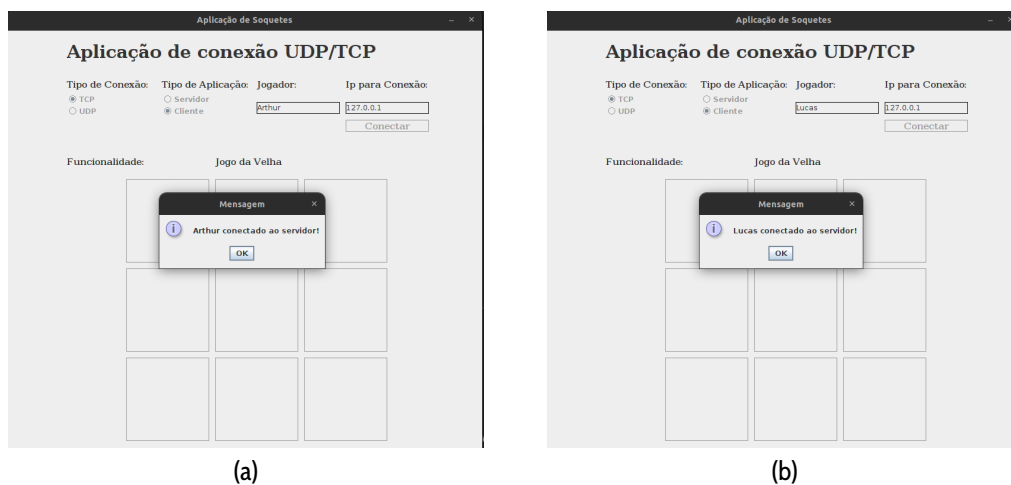 Aplicação de Soquetes
Aplicação de conexão UDP/TCP
Tipo de Conexão: Tipo de Aplicação: Jogador: Ip para Conexão:
TCP Servidor
UDP Cliente Arthur 127.0.0.1
Conectar
Funcionalidade: Jogo da Velha
Mensagem
i Arthur conectado ao servidor!
OK
(a)
Aplicação de Soquetes
Aplicação de conexão UDP/TCP
Tipo de Conexão: Tipo de Aplicação: Jogador: Ip para Conexão:
TCP Servidor
UDP Cliente Lucas 127.0.0.1
Conectar
Funcionalidade: Jogo da Velha
Mensagem
i Lucas conectado ao servidor!
OK
(b)